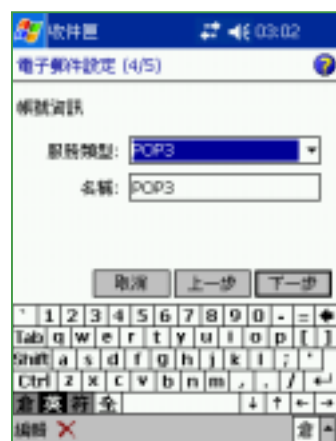 收件匣 03:02
電子郵件設定 (4/5)
帳號資訊
服務類型: POP3
名稱: POP3
取消 上一步 下一步
` 1 2 3 4 5 6 7 8 9 0 - =
Tab q w e r t y u i o p [ ]
Shift a s d f g h j k l ; '
Ctrl z x c v b n m , . /
倉 英 符 全
編輯 倉